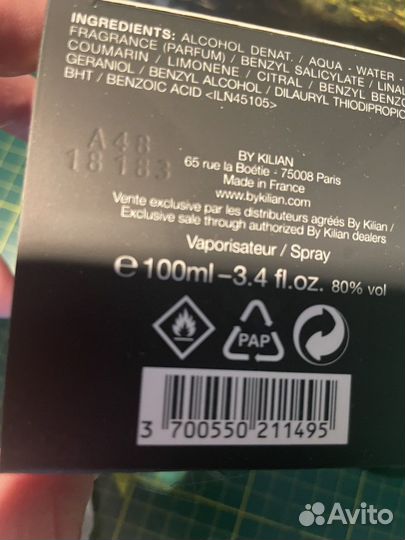 INGREDIENTS: ALCOHOL DENAT. / AQUA - WATER -
FRAGRANCE (PARFUM) / BENZYL SALICYLATE /
COUMARIN / LIMONENE / CITRAL / BENZYL
GERANIOL / BENZYL ALCOHOL / DILAURYL
BHT / BENZOIC ACID <ILN45105>
A48
18183
BY KILIAN
65 rue la Boétie - 75008 Paris
Made in France
www.bykilian.com
Vente exclusive par les distributeurs agréés By Kilian /
Exclusive sale through authorized By Kilian dealers
Vaporisateur / Spray
℮ 100ml – 3.4 fl.oz. 80% vol
PAP
3 700550 211495
Avito